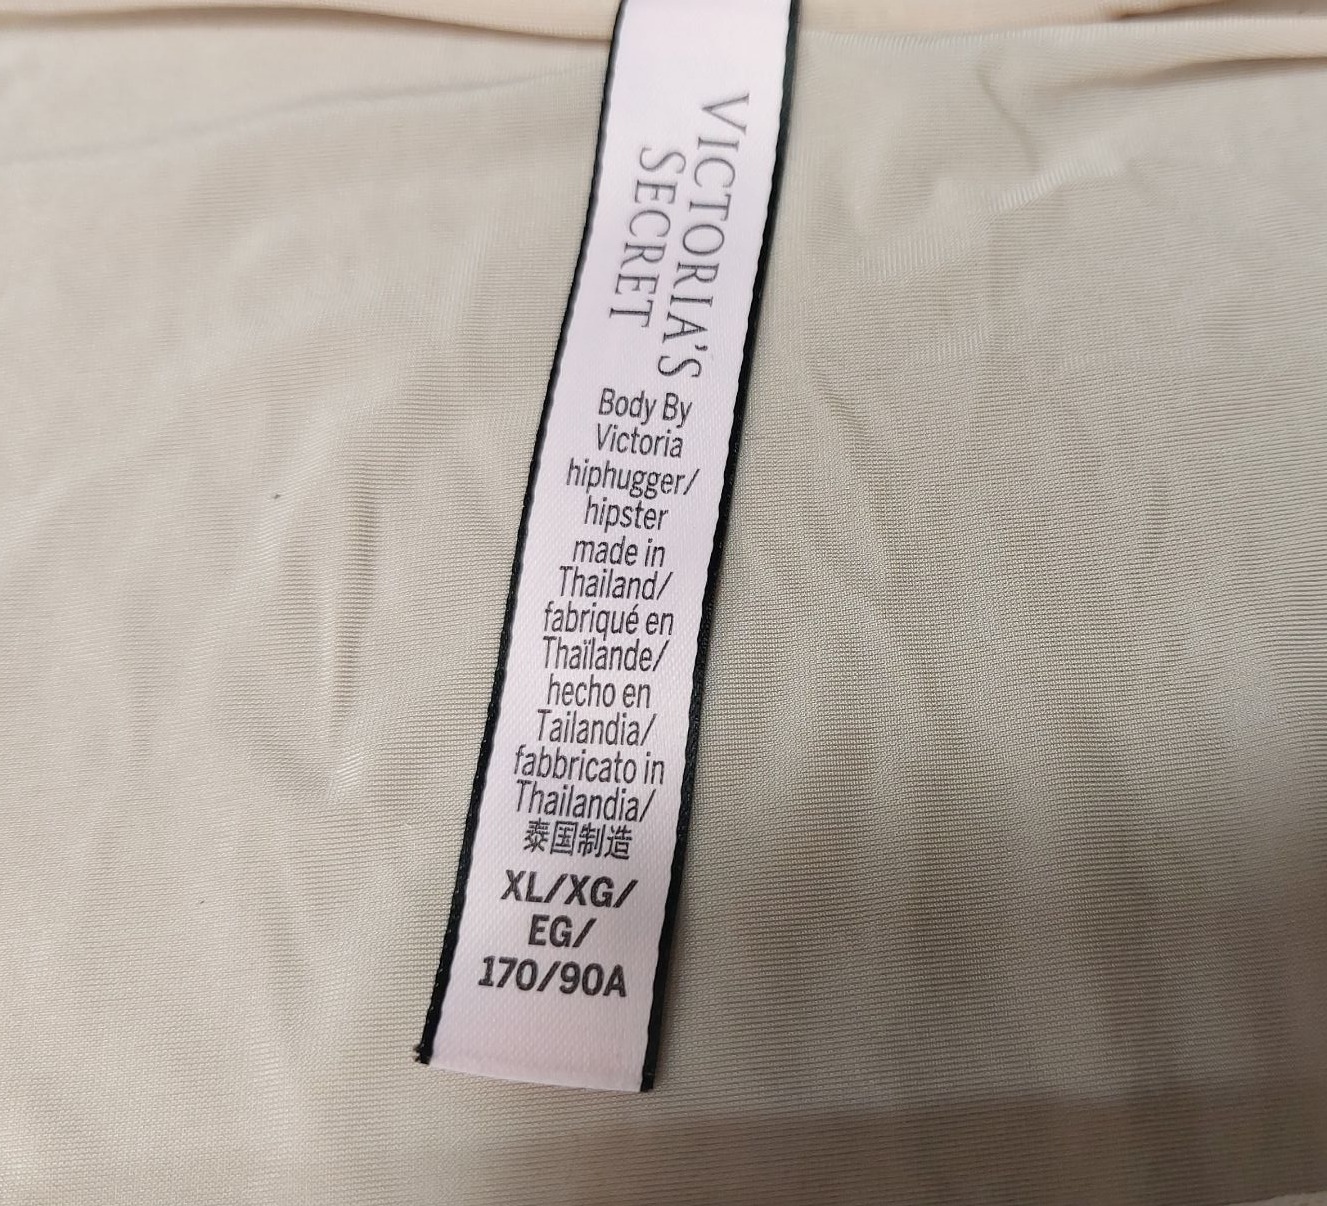 VICTORIA'S
SECRET
Body By
Victoria
hiphugger/
hipster
made in
Thailand/
fabriqué en
Thaïlande/
hecho en
Tailandia/
fabbricato in
Thailandia/
泰国制造
XL/XG/
EG/
170/90A